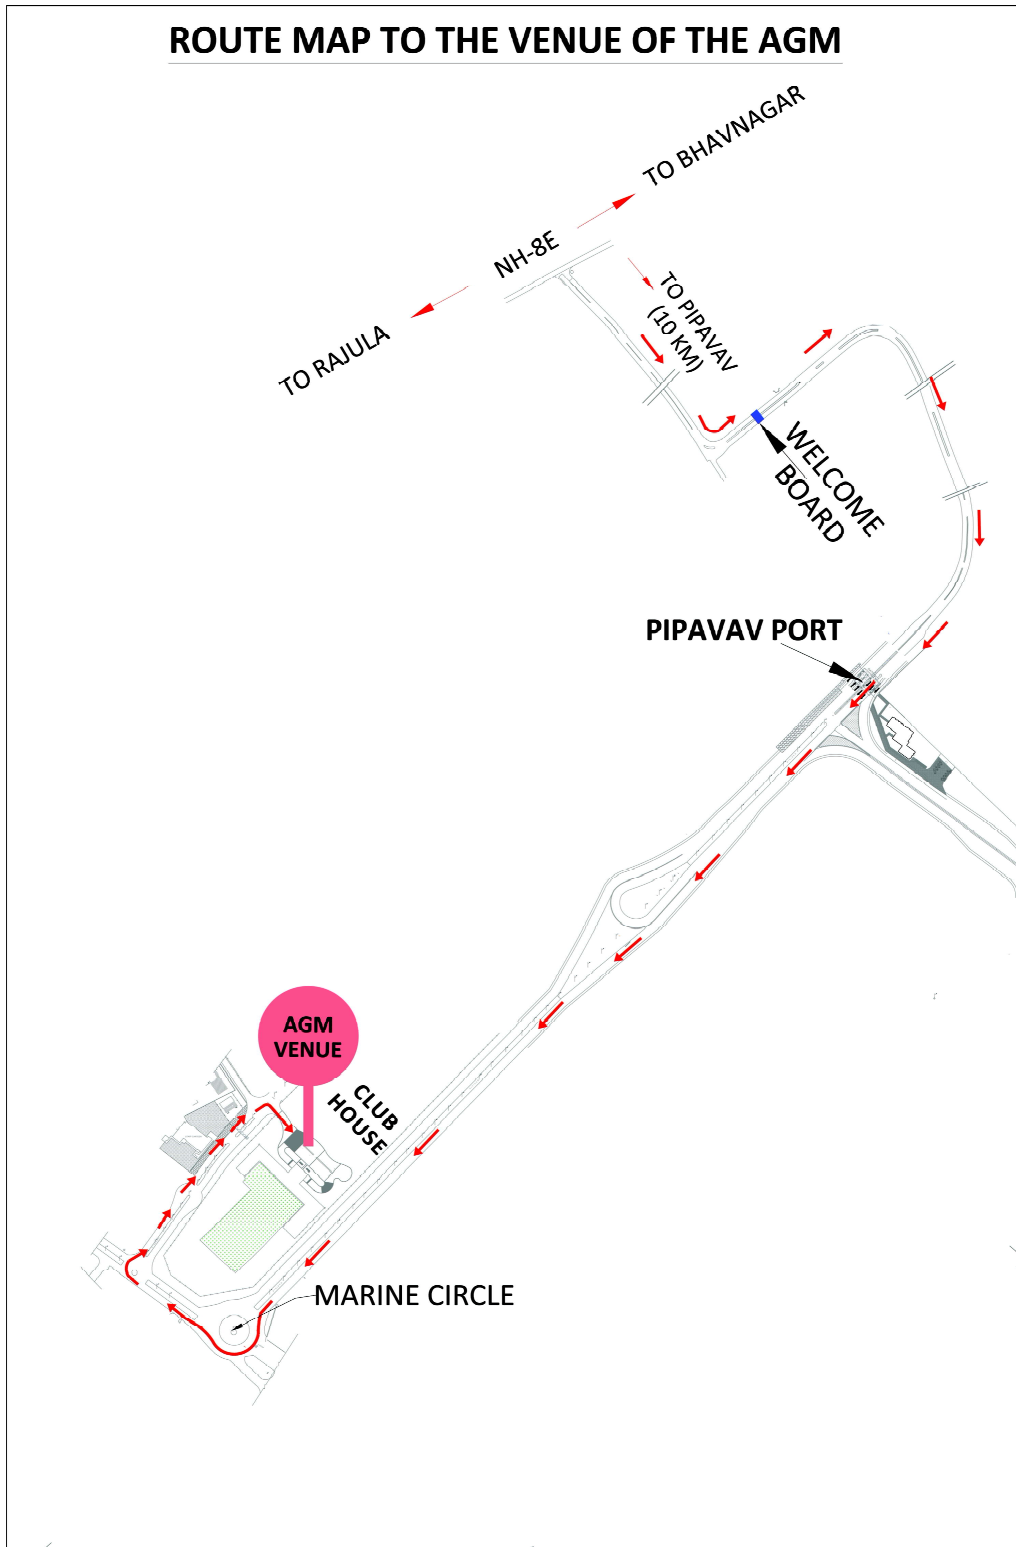 ROUTE MAP TO THE VENUE OF THE AGM
TO BHAVNAGAR
NH-8E
TO RAJULA
TO PIPAVAV
(10 KM)
WELCOME
BOARD
PIPAVAV PORT
AGM
VENUE
CLUB
HOUSE
MARINE CIRCLE